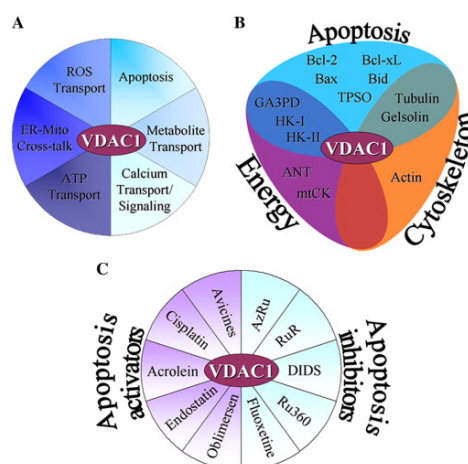 A
ROS
Transport
Apoptosis
ER-Mito
Cross-talk
VDAC1
Metabolite
Transport
ATP
Transport
Calcium
Transport/
Signaling
B
Apoptosis
Bcl-2
Bcl-xL
Bax
Bid
TPSO
GA3PD
HK-I
HK-II
Tubulin
Gelsolin
VDAC1
ANT
mtCK
Actin
Energy
Cytoskeleton
C
Apoptosis
activators
Avicines
Cisplatin
Acrolein
Endostatin
Oblimersen
VDAC1
AzRu
RuR
DIDS
Ru360
Fluoxetine
Apoptosis
inhibitors